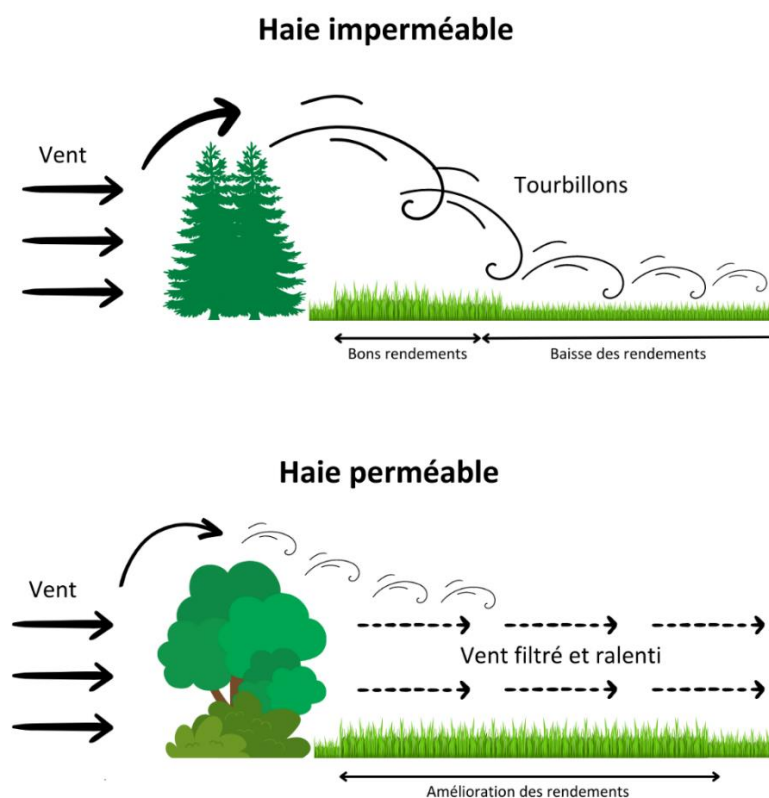 Haie imperméable
Vent
Tourbillons
Bons rendements
Baisse des rendements
Haie perméable
Vent
Vent filtré et ralenti
Amélioration des rendements